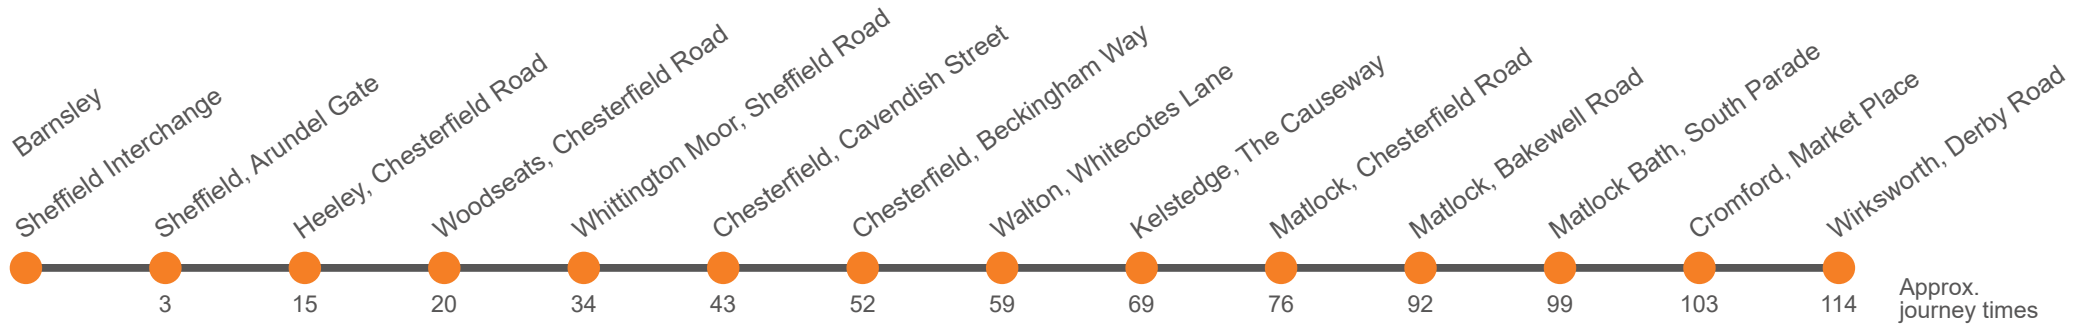 Barnsley
Sheffield Interchange
Sheffield, Arundel Gate
Heeley, Chesterfield Road
Woodseats, Chesterfield Road
Whittington Moor, Sheffield Road
Chesterfield, Cavendish Street
Chesterfield, Beckingham Way
Walton, Whitecotes Lane
Kelstedge, The Causeway
Matlock, Chesterfield Road
Matlock, Bakewell Road
Matlock Bath, South Parade
Cromford, Market Place
Wirksworth, Derby Road
3 15 20 34 43 52 59 69 76 92 99 103 114
Approx.
journey times